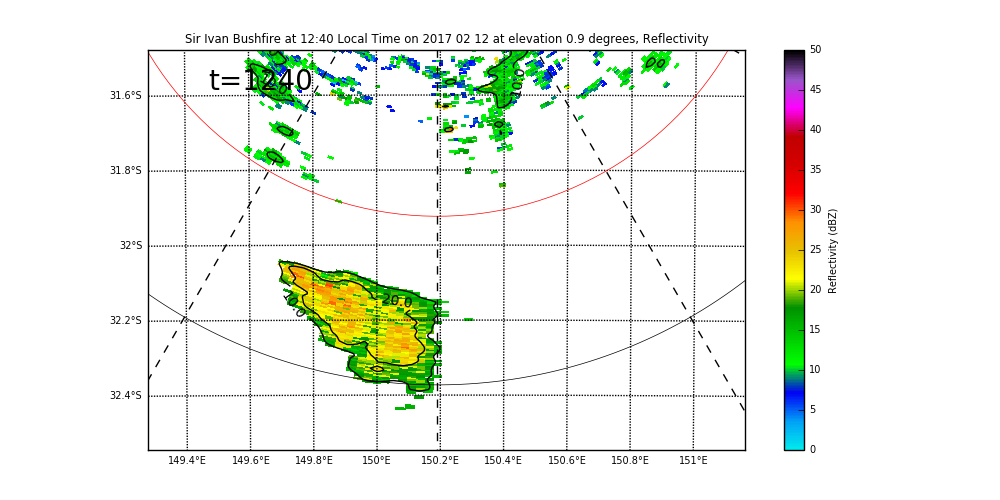 Sir Ivan Bushfire at 12:40 Local Time on 2017 02 12 at elevation 0.9 degrees, Reflectivity
t=1240
31.6°S
31.8°S
32°S
32.2°S
32.4°S
20.0
149.4°E 149.6°E 149.8°E 150°E 150.2°E 150.4°E 150.6°E 150.8°E 151°E
50
45
40
35
30
25
20
15
10
5
0
Reflectivity (dBZ)